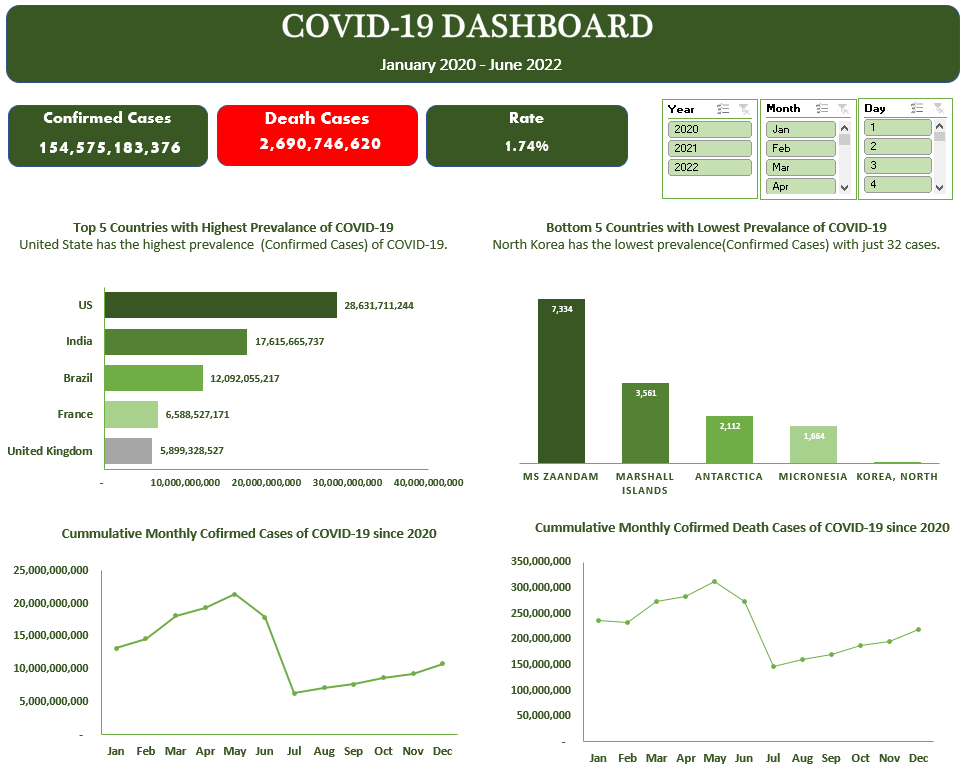 COVID-19 DASHBOARD
January 2020 - June 2022
Confirmed Cases
154,575,183,376
Death Cases
2,690,746,620
Rate
1.74%
Year
2020
2021
2022
Month
Jan
Feb
Mar
Apr
Day
1
2
3
4
Top 5 Countries with Highest Prevalence of COVID-19
United State has the highest prevalence (Confirmed Cases) of COVID-19.
US
28,631,711,244
India
17,615,665,737
Brazil
12,092,055,217
France
6,588,527,171
United Kingdom
5,899,328,527
-
10,000,000,000
20,000,000,000
30,000,000,000
40,000,000,000
Bottom 5 Countries with Lowest Prevalence of COVID-19
North Korea has the lowest prevalence(Confirmed Cases) with just 32 cases.
7,334
3,561
2,112
1,664
MS ZAANDAM
MARSHALL
ISLANDS
ANTARCTICA
MICRONESIA
KOREA, NORTH
Cummulative Monthly Cofirmed Cases of COVID-19 since 2020
25,000,000,000
20,000,000,000
15,000,000,000
10,000,000,000
5,000,000,000
-
Jan Feb Mar Apr May Jun Jul Aug Sep Oct Nov Dec
Cummulative Monthly Cofirmed Death Cases of COVID-19 since 2020
350,000,000
300,000,000
250,000,000
200,000,000
150,000,000
100,000,000
50,000,000
-
Jan Feb Mar Apr May Jun Jul Aug Sep Oct Nov Dec